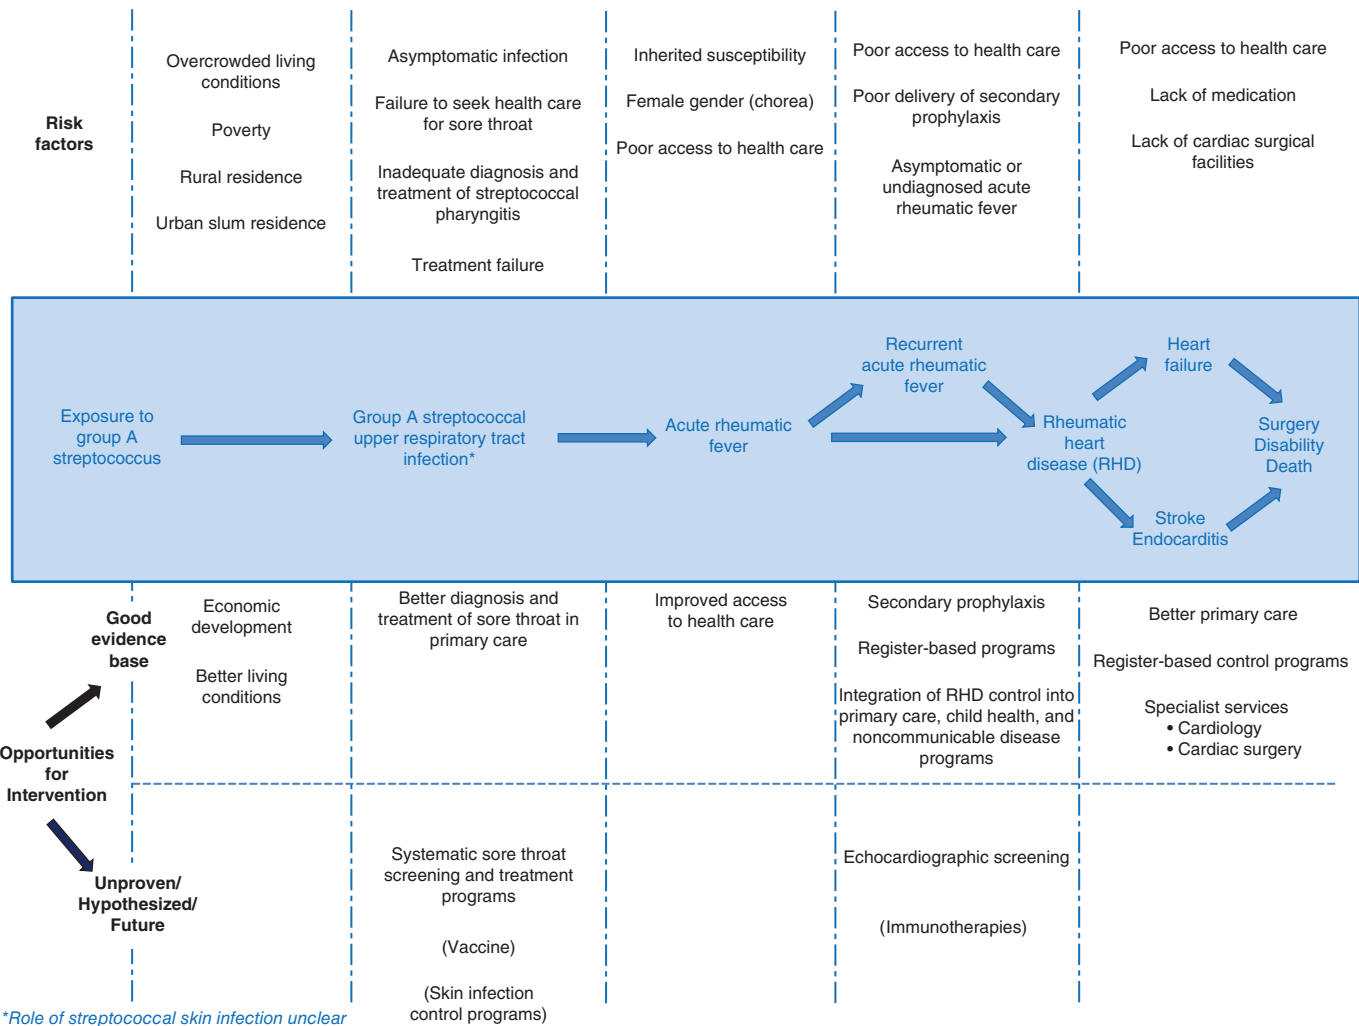 Risk
factors
Overcrowded living
conditions
Poverty
Rural residence
Urban slum residence
Asymptomatic infection
Failure to seek health care
for sore throat
Inadequate diagnosis and
treatment of streptococcal
pharyngitis
Treatment failure
Inherited susceptibility
Female gender (chorea)
Poor access to health care
Poor access to health care
Poor delivery of secondary
prophylaxis
Asymptomatic or
undiagnosed acute
rheumatic fever
Poor access to health care
Lack of medication
Lack of cardiac surgical
facilities
Exposure to
group A
streptococcus
Group A streptococcal
upper respiratory tract
infection*
Acute rheumatic
fever
Recurrent
acute rheumatic
fever
Rheumatic
heart
disease (RHD)
Heart
failure
Stroke
Endocarditis
Surgery
Disability
Death
Opportunities
for
Intervention
Good
evidence
base
Economic
development
Better living
conditions
Better diagnosis and
treatment of sore throat in
primary care
Improved access
to health care
Secondary prophylaxis
Register-based programs
Integration of RHD control into
primary care, child health, and
noncommunicable disease
programs
Better primary care
Register-based control programs
Specialist services
• Cardiology
• Cardiac surgery
Unproven/
Hypothesized/
Future
Systematic sore throat
screening and treatment
programs
(Vaccine)
(Skin infection
control programs)
Echocardiographic screening
(Immunotherapies)
*Role of streptococcal skin infection unclear